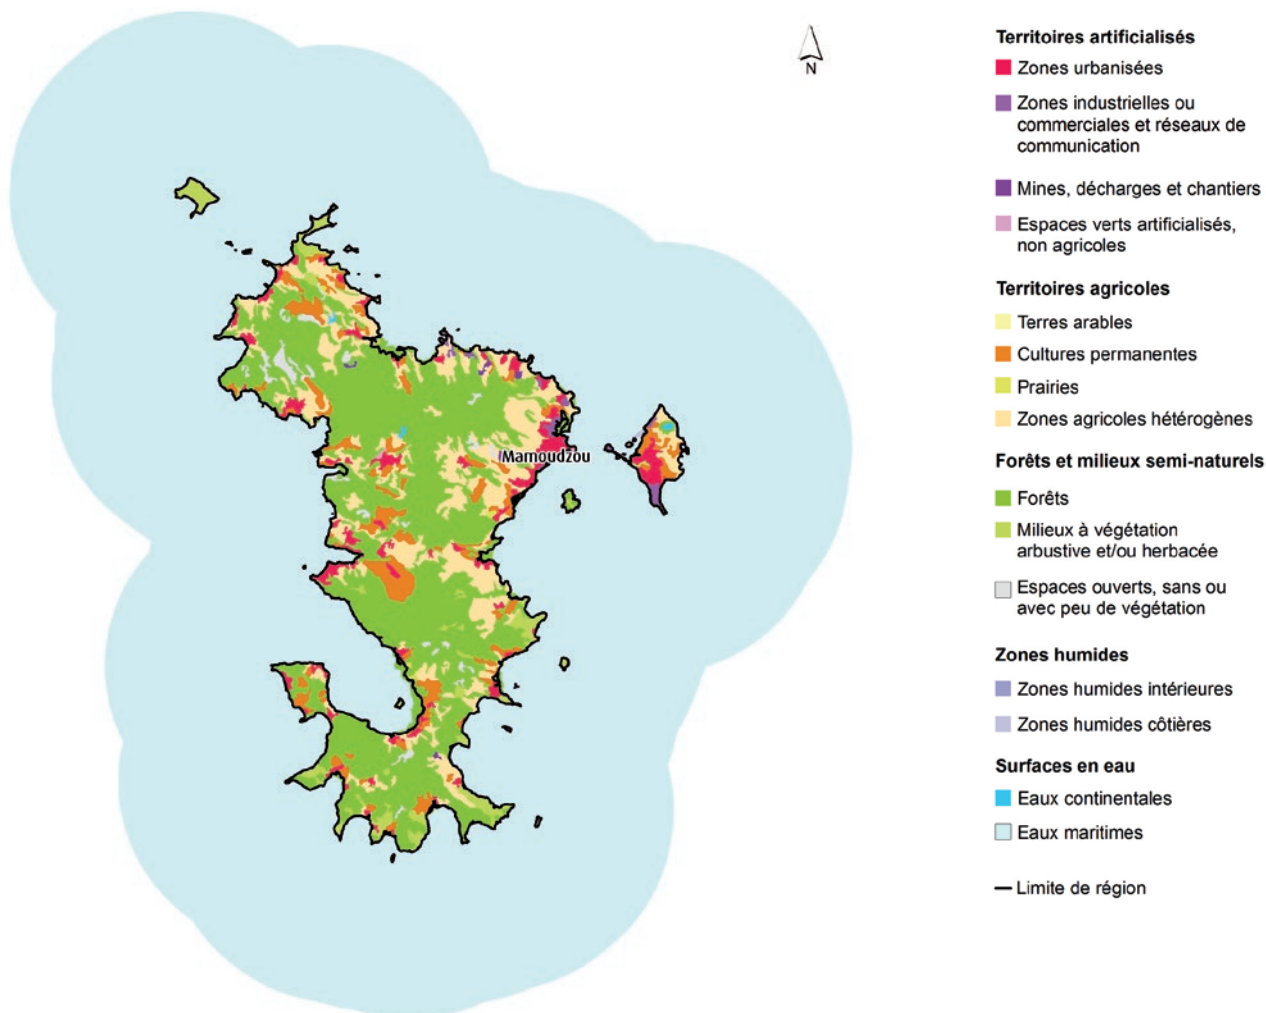 N
Mamoudzou
Territoires artificialisés
Zones urbanisées
Zones industrielles ou
commerciales et réseaux de
communication
Mines, décharges et chantiers
Espaces verts artificialisés,
non agricoles
Territoires agricoles
Terres arables
Cultures permanentes
Prairies
Zones agricoles hétérogènes
Forêts et milieux semi-naturels
Forêts
Milieux à végétation
arbustive et/ou herbacée
Espaces ouverts, sans ou
avec peu de végétation
Zones humides
Zones humides intérieures
Zones humides côtières
Surfaces en eau
Eaux continentales
Eaux maritimes
Limite de région